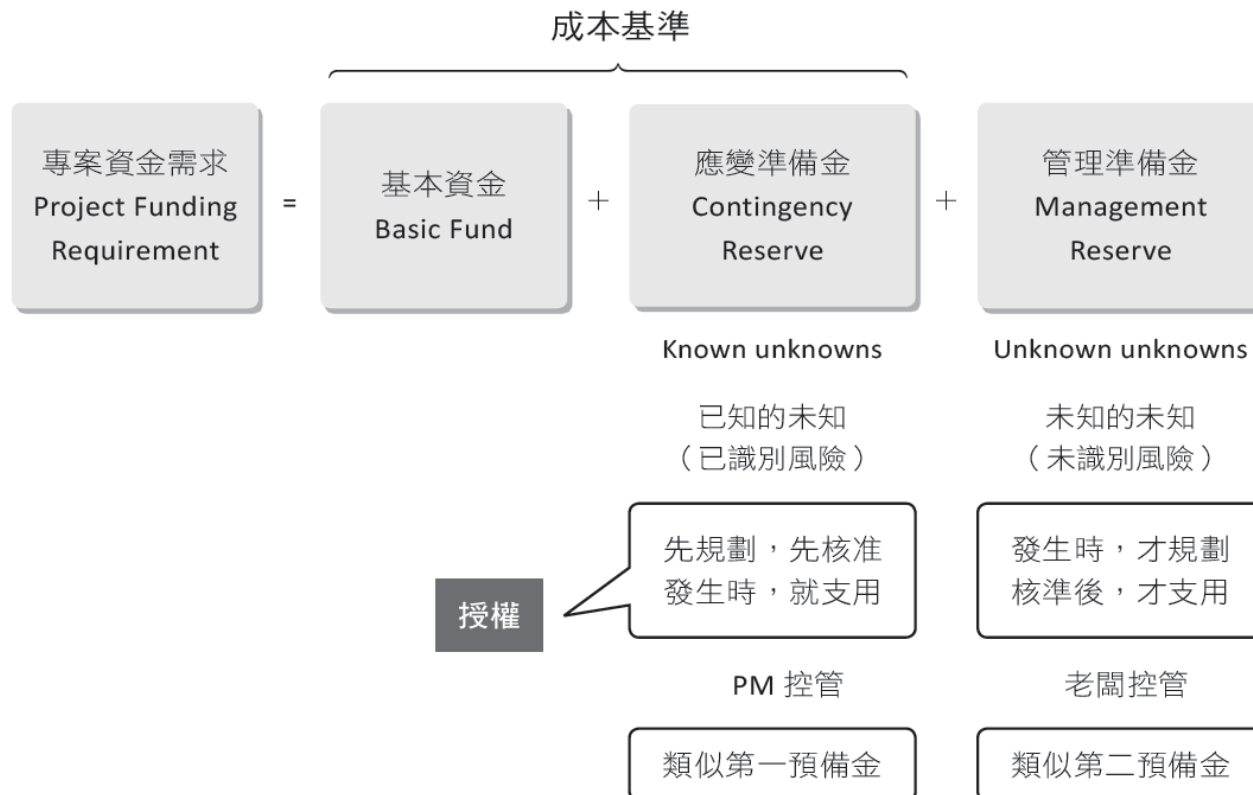 成本基準
專案資金需求
Project Funding
Requirement
=
基本資金
Basic Fund
+
應變準備金
Contingency
Reserve
+
管理準備金
Management
Reserve
Known unknowns
已知的未知
（已識別風險）
先規劃，先核准
發生時，就支用
授權
PM 控管
類似第一預備金
Unknown unknowns
未知的未知
（未識別風險）
發生時，才規劃
核準後，才支用
老闆控管
類似第二預備金